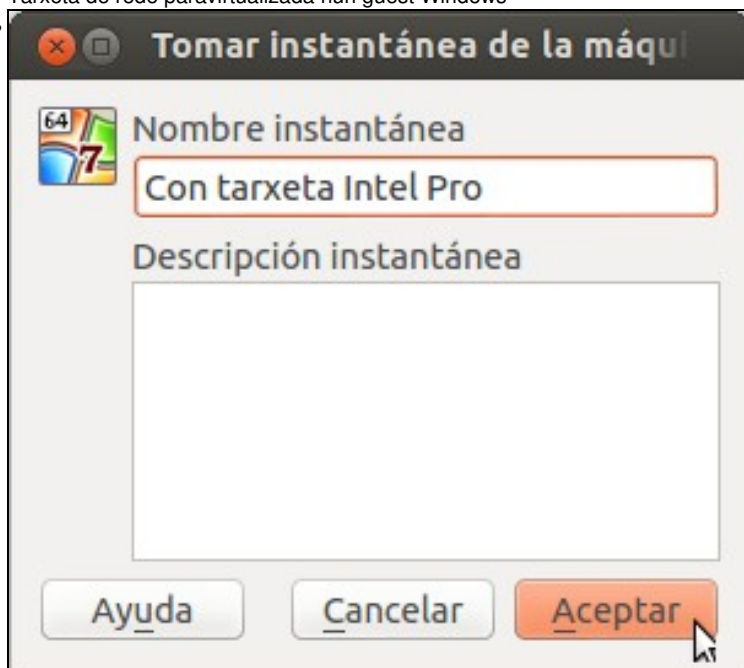 Tarxeta de rede paravirtualizada nun guest Windows
Tomar instantánea de la máqui
64
7
Nombre instantánea
Con tarxeta Intel Pro
Descripción instantánea
Ayuda
Cancelar
Aceptar